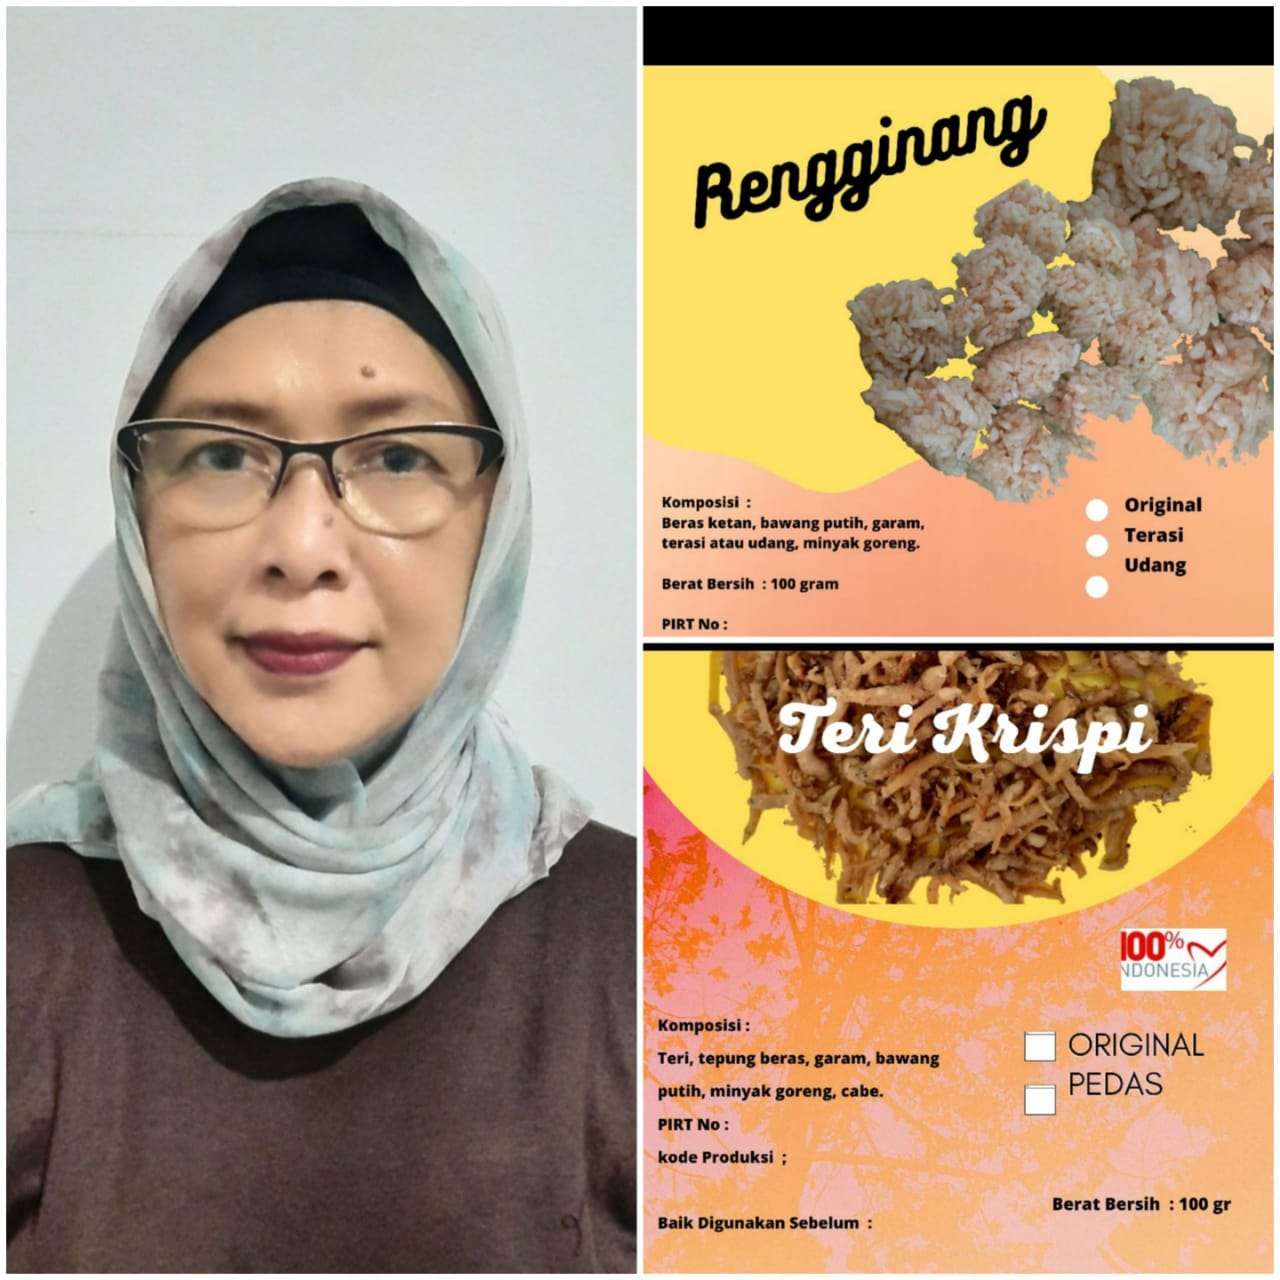 Rengginang
Komposisi :
Beras ketan, bawang putih, garam,
terasi atau udang, minyak goreng.
Berat Bersih : 100 gram
PIRT No :
Original
Terasi
Udang
Teri Krispi
100%
INDONESIA
Komposisi :
Teri, tepung beras, garam, bawang
putih, minyak goreng, cabe.
PIRT No :
kode Produksi ;
Baik Digunakan Sebelum :
ORIGINAL
PEDAS
Berat Bersih : 100 gr